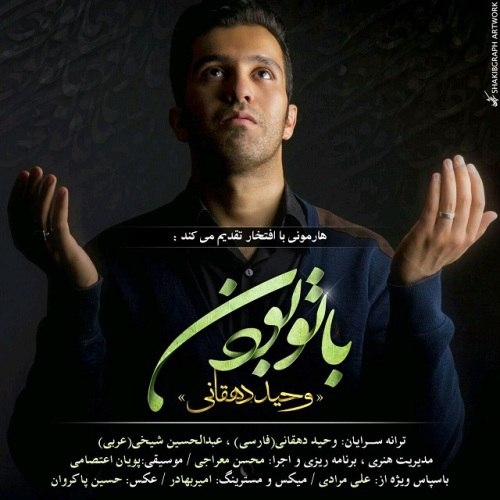 SHAKIBGRAPH ARTWORK
هارمونی با افتخار تقدیم می کند :
با تو بودن
«وحید دهقانی»
ترانه سـرایان: وحید دهقانی(فارسی) ، عبدالحسین شیخی(عربی)
مدیریت هنری ، برنامه ریزی و اجرا: محسن معراجی / موسیقی:پویان اعتصامی
باسپاس ویژه از: علی مرادی / میکس و مسترینگ: امیربهادر / عکس: حسین پاکروان